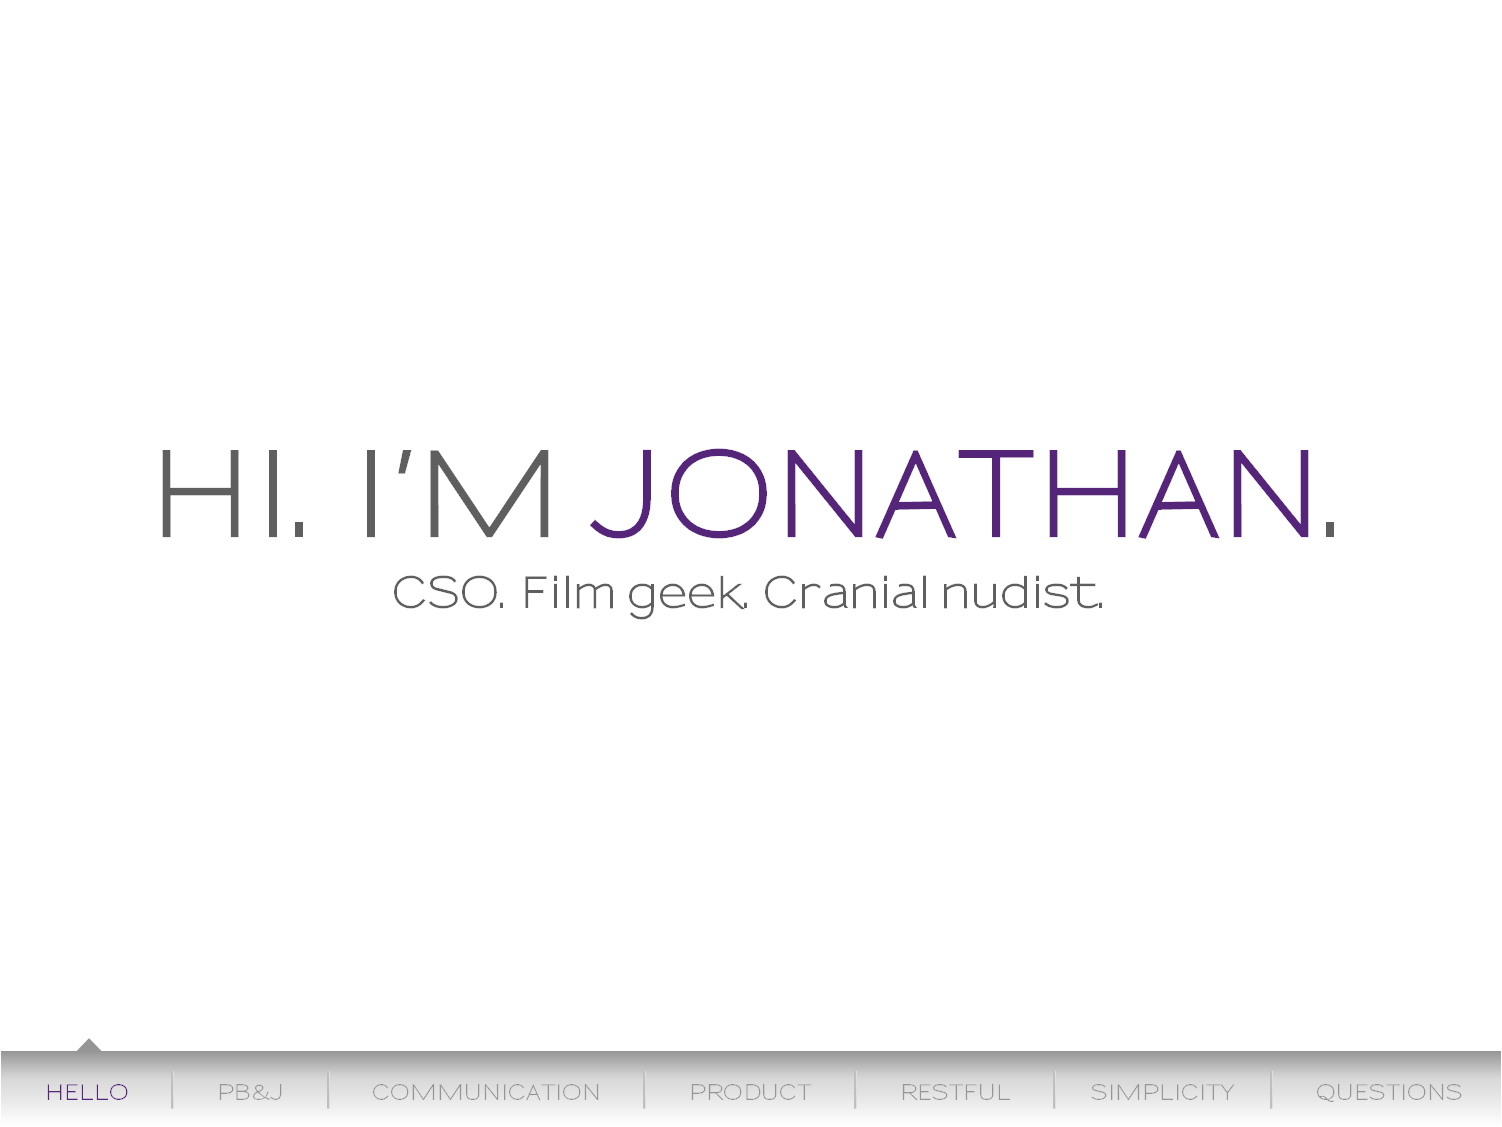 HI. I'M JONATHAN.
CSO. Film geek. Cranial nudist.
HELLO PB&J COMMUNICATION PRODUCT RESTFUL SIMPLICITY QUESTIONS